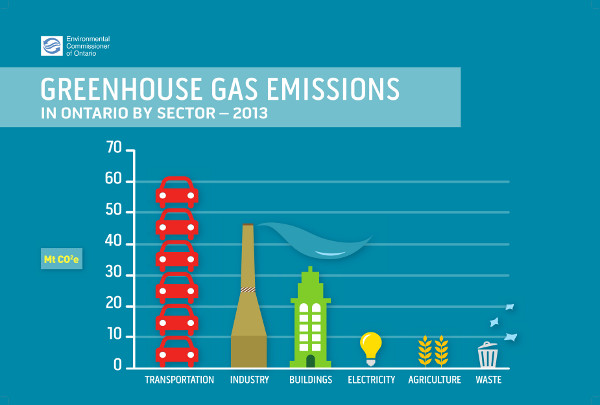 Environmental
Commissioner
of Ontario
GREENHOUSE GAS EMISSIONS
IN ONTARIO BY SECTOR – 2013
70
60
50
40
30
20
10
0
Mt CO²e
TRANSPORTATION
INDUSTRY
BUILDINGS
ELECTRICITY
AGRICULTURE
WASTE